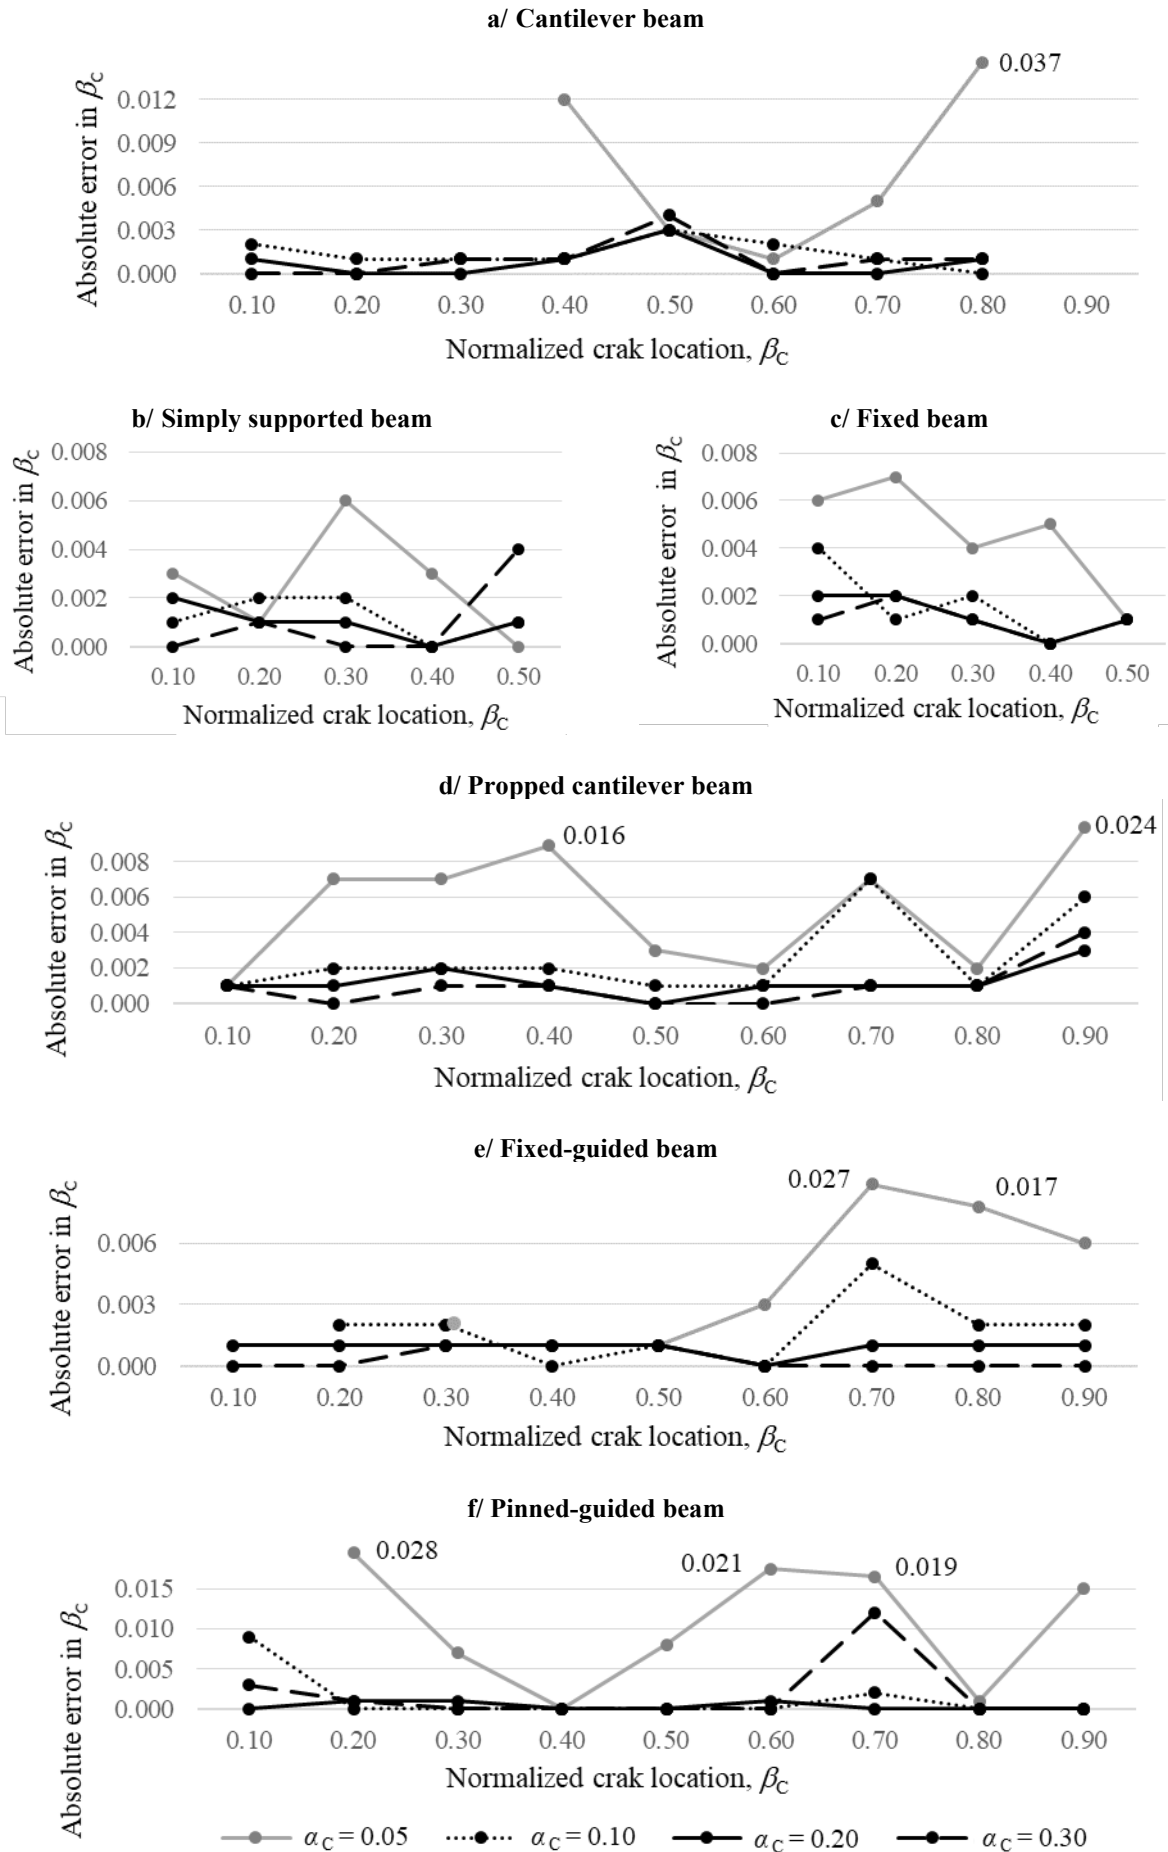 a/ Cantilever beam
0.037
0.012
0.009
0.006
0.003
0.000
Absolute error in βC
0.10 0.20 0.30 0.40 0.50 0.60 0.70 0.80 0.90
Normalized crak location, βC
b/ Simply supported beam
0.008
0.006
0.004
0.002
0.000
Absolute error in βC
0.10 0.20 0.30 0.40 0.50
Normalized crak location, βC
c/ Fixed beam
0.008
0.006
0.004
0.002
0.000
Absolute error in βC
0.10 0.20 0.30 0.40 0.50
Normalized crak location, βC
d/ Propped cantilever beam
0.016
0.024
0.008
0.006
0.004
0.002
0.000
Absolute error in βC
0.10 0.20 0.30 0.40 0.50 0.60 0.70 0.80 0.90
Normalized crak location, βC
e/ Fixed-guided beam
0.027
0.017
0.006
0.003
0.000
Absolute error in βC
0.10 0.20 0.30 0.40 0.50 0.60 0.70 0.80 0.90
Normalized crak location, βC
f/ Pinned-guided beam
0.028
0.021
0.019
0.015
0.010
0.005
0.000
Absolute error in βC
0.10 0.20 0.30 0.40 0.50 0.60 0.70 0.80 0.90
Normalized crak location, βC
αC = 0.05 αC = 0.10 αC = 0.20 αC = 0.30